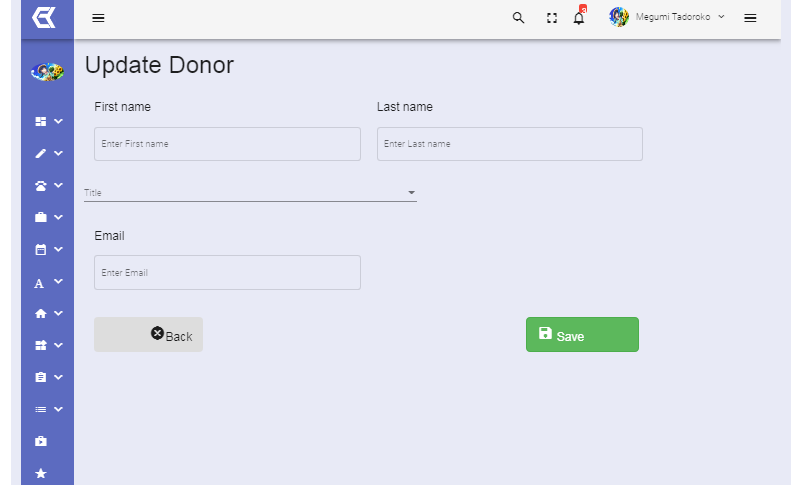 3
Megumi Tadoroko
Update Donor
First name
Last name
Enter First name
Enter Last name
Title
Email
Enter Email
A
Back
Save